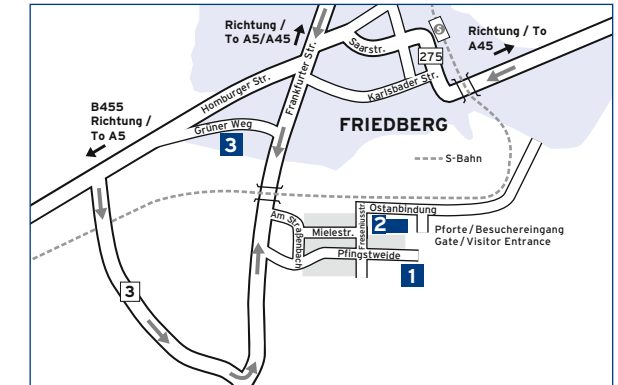 Richtung /
To A5/A45
Saarstr.
S
Richtung / To
A45
275
Frankfurter Str.
Homburger Str.
Karlsbader Str.
B455
Richtung /
To A5
Grüner Weg
3
FRIEDBERG
S-Bahn
Am Straßenbach
Freseniusstr.
Ostanbindung
2
Mielestr.
Pforte/Besuchereingang
Gate/Visitor Entrance
Pfingstweide
1
3